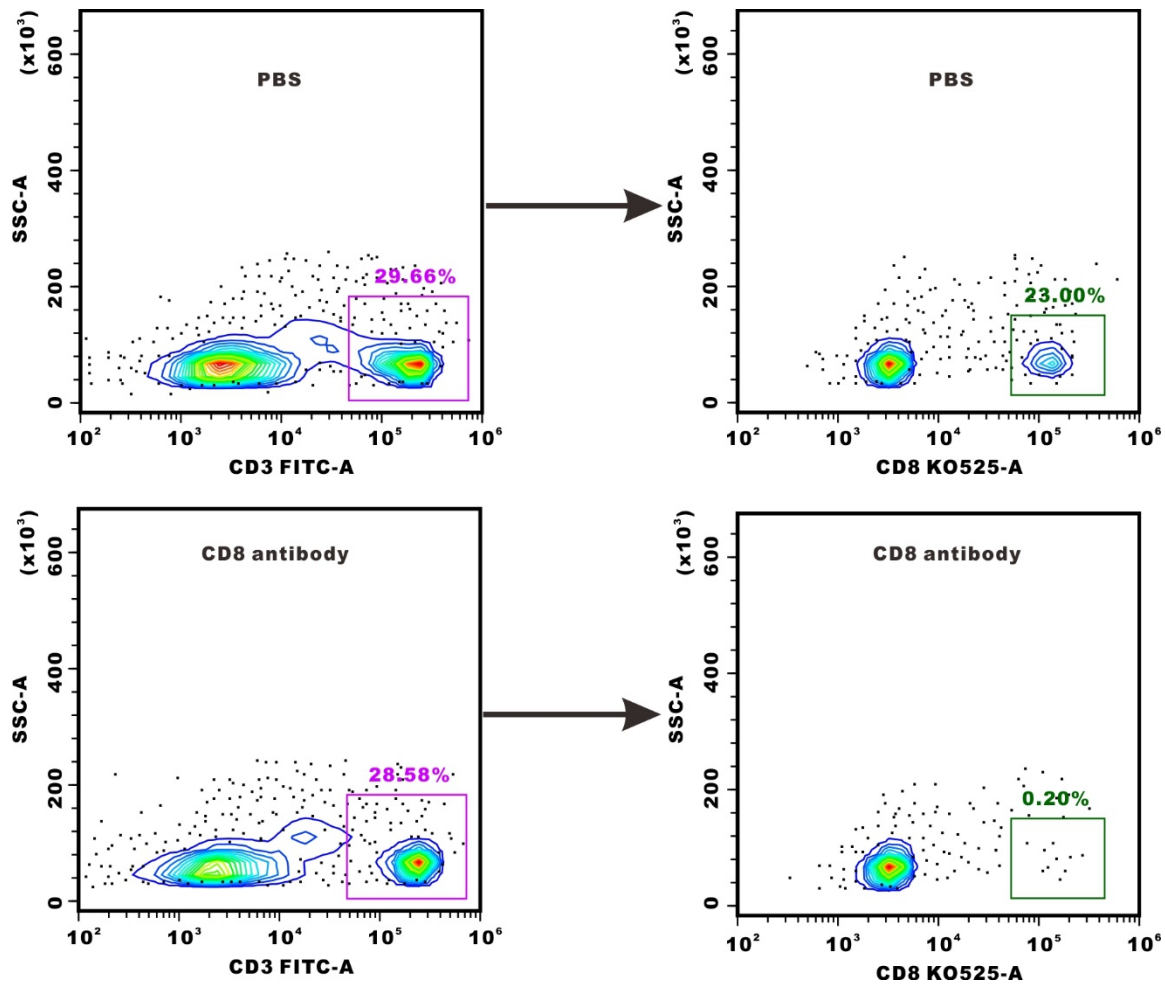 (x10³)
600
400
200
0
SSC-A
PBS
29.66%
10² 10³ 10⁴ 10⁵ 10⁶
CD3 FITC-A
(x10³)
600
400
200
0
SSC-A
PBS
23.00%
10² 10³ 10⁴ 10⁵ 10⁶
CD8 KO525-A
(x10³)
600
400
200
0
SSC-A
CD8 antibody
28.58%
10² 10³ 10⁴ 10⁵ 10⁶
CD3 FITC-A
(x10³)
600
400
200
0
SSC-A
CD8 antibody
0.20%
10² 10³ 10⁴ 10⁵ 10⁶
CD8 KO525-A